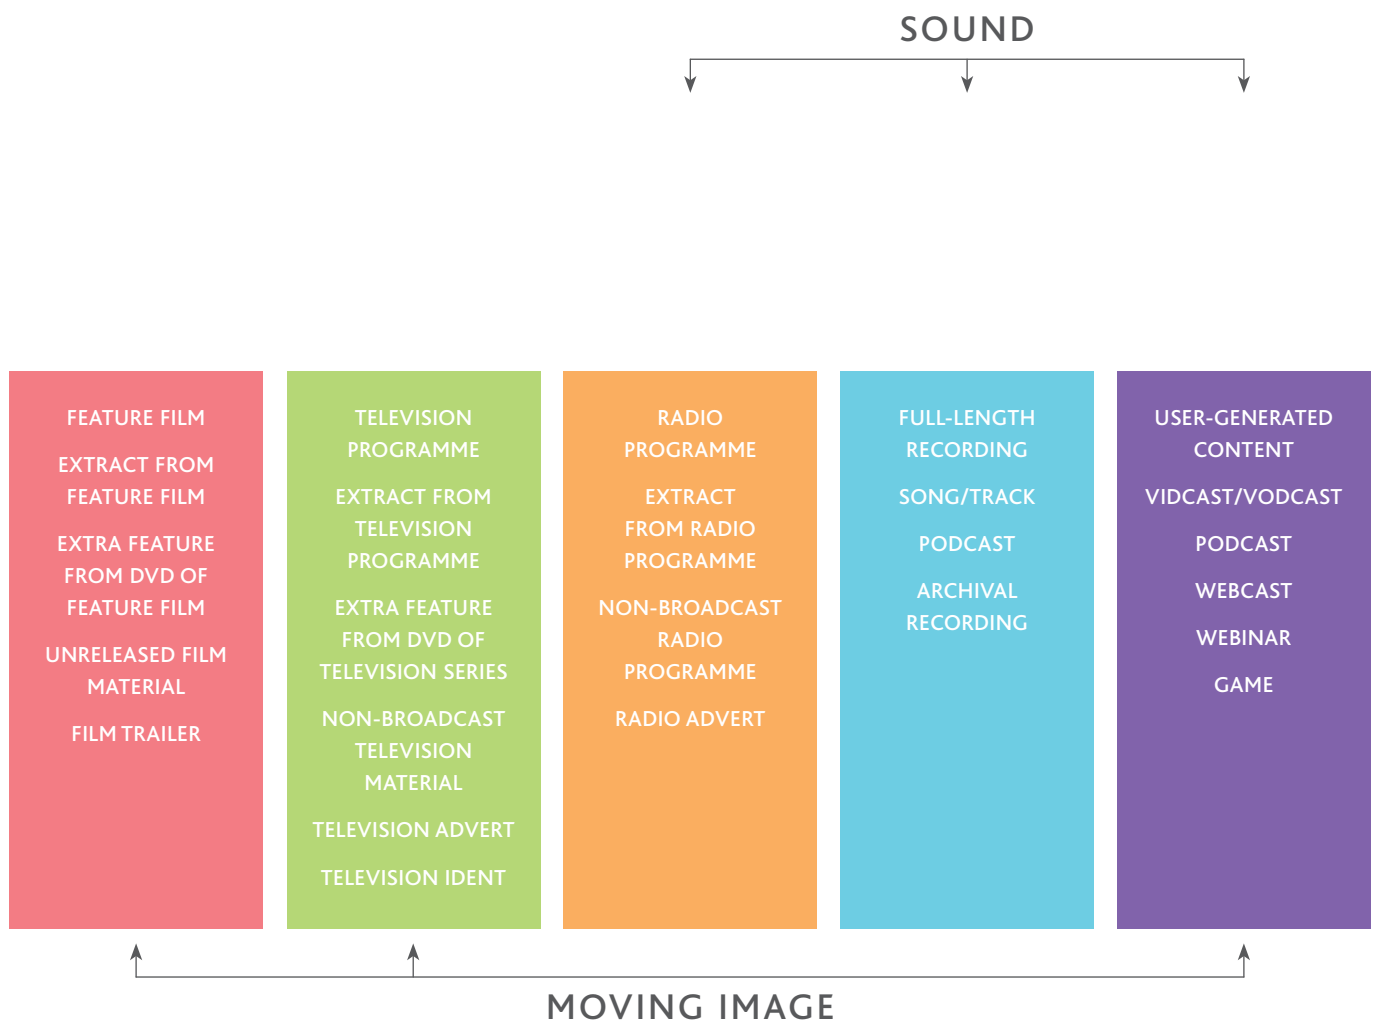 SOUND
FEATURE FILM
EXTRACT FROM
FEATURE FILM
EXTRA FEATURE
FROM DVD OF
FEATURE FILM
UNRELEASED FILM
MATERIAL
FILM TRAILER
TELEVISION
PROGRAMME
EXTRACT FROM
TELEVISION
PROGRAMME
EXTRA FEATURE
FROM DVD OF
TELEVISION SERIES
NON-BROADCAST
TELEVISION
MATERIAL
TELEVISION ADVERT
TELEVISION IDENT
RADIO
PROGRAMME
EXTRACT
FROM RADIO
PROGRAMME
NON-BROADCAST
RADIO
PROGRAMME
RADIO ADVERT
FULL-LENGTH
RECORDING
SONG/TRACK
PODCAST
ARCHIVAL
RECORDING
USER-GENERATED
CONTENT
VIDCAST/VODCAST
PODCAST
WEBCAST
WEBINAR
GAME
MOVING IMAGE